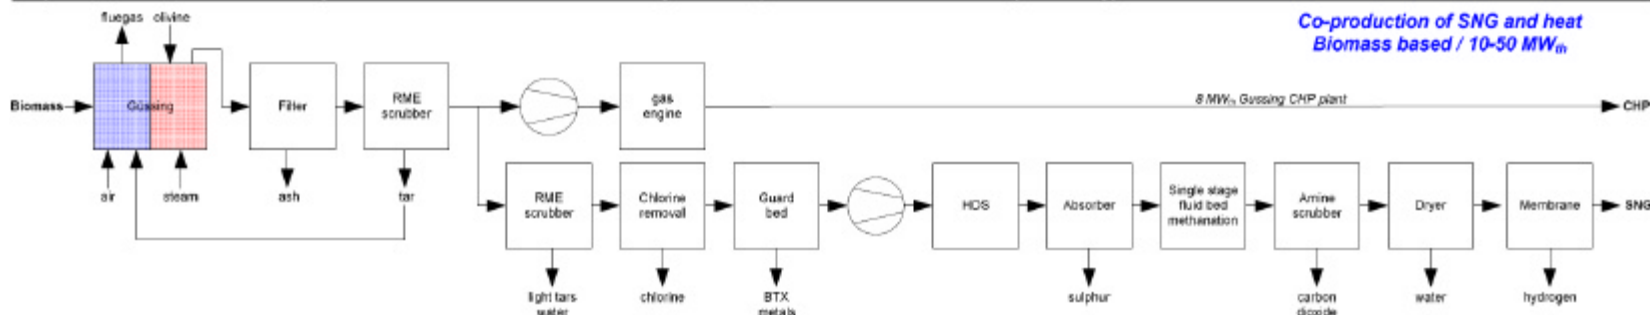 fluegas olivine
Co-production of SNG and heat
Biomass based / 10-50 MWth
Biomass
Güssing
Filter
RME
scrubber
gas
engine
8 MWth Gussing CHP plant
CHP
air
steam
ash
tar
RME
scrubber
Chlorine
removal
Guard
bed
HDS
Absorber
Single stage
fluid bed
methanation
Amine
scrubber
Dryer
Membrane
SNG
light tars
water
chlorine
BTX
metals
sulphur
carbon
dioxide
water
hydrogen